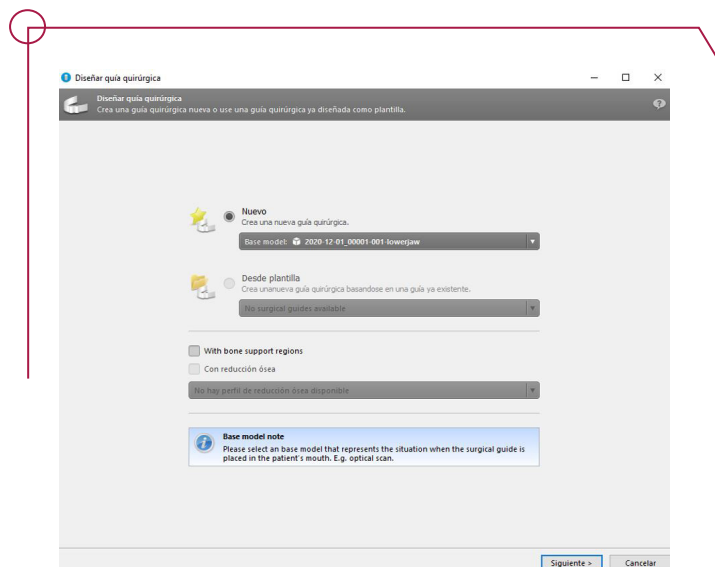 Diseñar quía quirúrgica
Diseñar quía quirúrgica
Crea una guía quirúrgica nueva o use una guía quirúrgica ya diseñada como plantilla.
Nuevo
Crea una nueva guía quirúrgica.
Base model: 2020-12-01_00001-001-lowerjaw
Desde plantilla
Crea unanueva guía quirúrgica basandose en una guía ya existente.
No surgical guides available
With bone support regions
Con reducción ósea
No hay perfil de reducción ósea disponible
Base model note
Please select an base model that represents the situation when the surgical guide is
placed in the patient's mouth. E.g. optical scan.
Siguiente > Cancelar